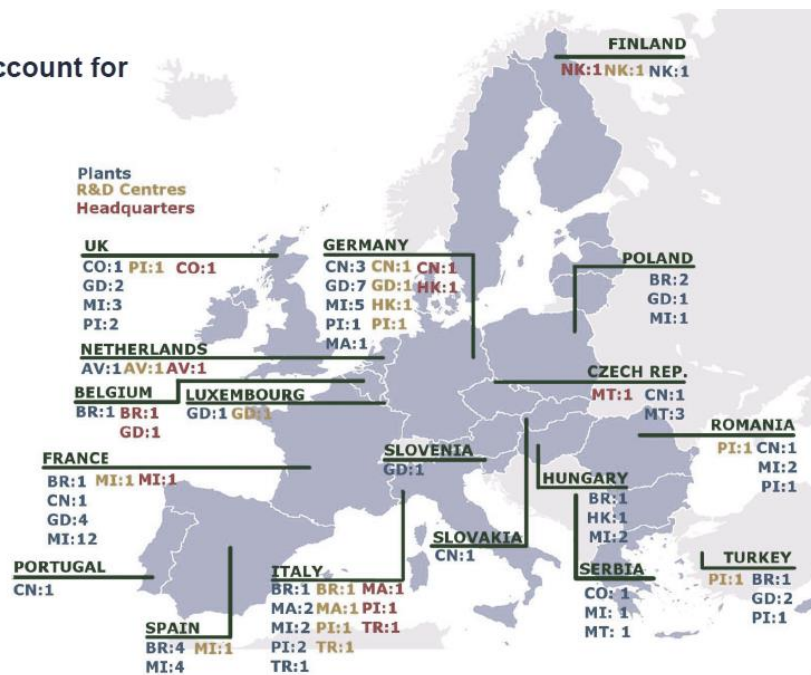 ccount for
FINLAND
NK:1 NK:1 NK:1
Plants
R&D Centres
Headquarters
UK
CO:1 PI:1 CO:1
GD:2
MI:3
PI:2
GERMANY
CN:3 CN:1 CN:1
GD:7 GD:1 HK:1
MI:5 HK:1
PI:1 PI:1
MA:1
POLAND
BR:2
GD:1
MI:1
NETHERLANDS
AV:1 AV:1 AV:1
BELGIUM
BR:1 BR:1
GD:1
LUXEMBOURG
GD:1 GD:1
CZECH REP.
MT:1 CN:1
MT:3
ROMANIA
PI:1 CN:1
MI:2
PI:1
FRANCE
BR:1 MI:1 MI:1
CN:1
GD:4
MI:12
SLOVENIA
GD:1
HUNGARY
BR:1
HK:1
MI:2
SLOVAKIA
CN:1
PORTUGAL
CN:1
ITALY
BR:1 BR:1 MA:1
MA:2 MA:1 PI:1
MI:2 PI:1 TR:1
PI:2 TR:1
TR:1
SERBIA
CO: 1
MI: 1
MT: 1
TURKEY
PI:1 BR:1
GD:2
PI:1
SPAIN
BR:4 MI:1
MI:4